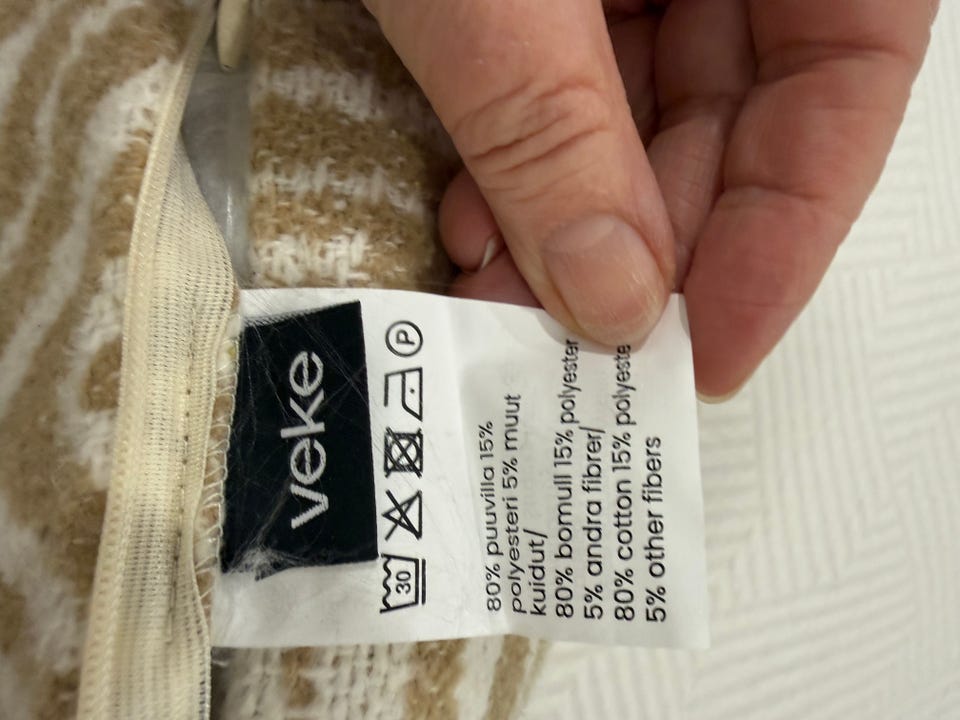 veke
30
P
80% puuvilla 15%
polyesteri 5% muut
kuidut/
80% bomull 15% polyester
5% andra fibrer/
80% cotton 15% polyeste
5% other fibers